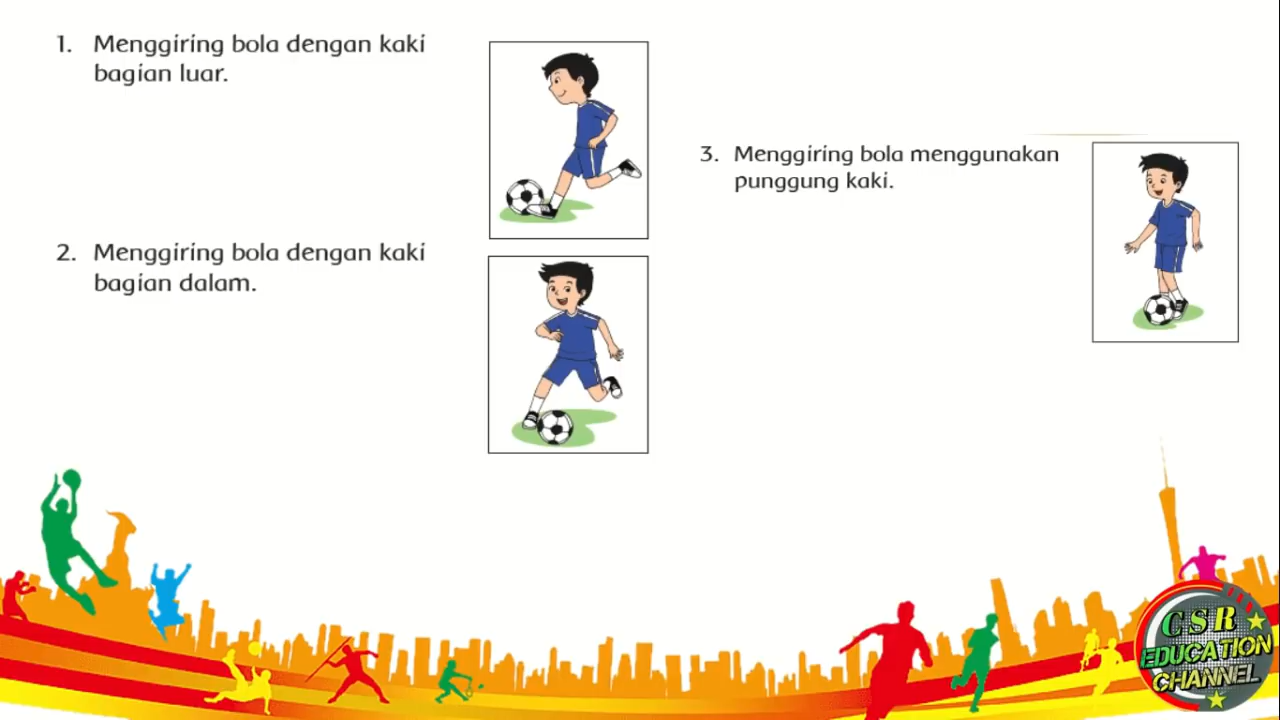 1. Menggiring bola dengan kaki
bagian luar.
2. Menggiring bola dengan kaki
bagian dalam.
3. Menggiring bola menggunakan
punggung kaki.
CSR
EDUCATION
CHANNEL